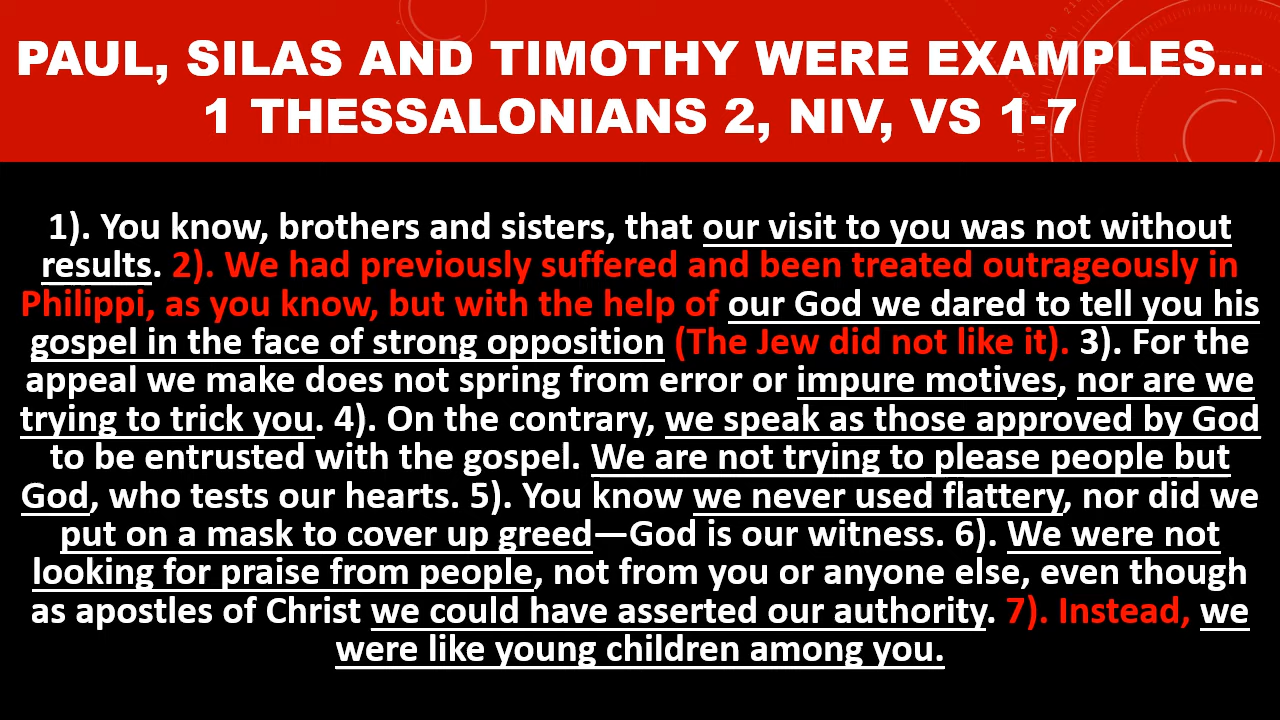 PAUL, SILAS AND TIMOTHY WERE EXAMPLES…
1 THESSALONIANS 2, NIV, VS 1-7
1). You know, brothers and sisters, that our visit to you was not without
results. 2). We had previously suffered and been treated outrageously in
Philippi, as you know, but with the help of our God we dared to tell you his
gospel in the face of strong opposition (The Jew did not like it). 3). For the
appeal we make does not spring from error or impure motives, nor are we
trying to trick you. 4). On the contrary, we speak as those approved by God
to be entrusted with the gospel. We are not trying to please people but
God, who tests our hearts. 5). You know we never used flattery, nor did we
put on a mask to cover up greed—God is our witness. 6). We were not
looking for praise from people, not from you or anyone else, even though
as apostles of Christ we could have asserted our authority. 7). Instead, we
were like young children among you.